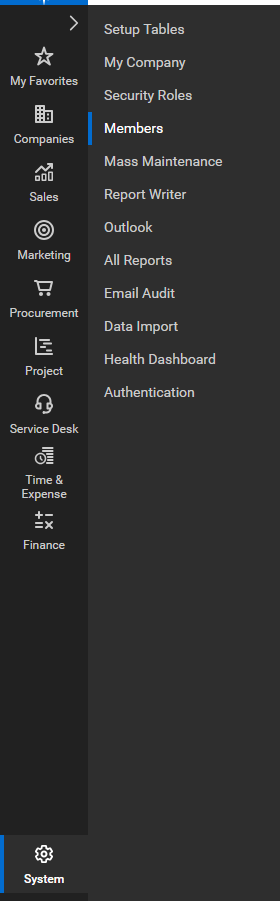 My Favorites
Companies
Sales
Marketing
Procurement
Project
Service Desk
Time &
Expense
Finance
System
Setup Tables
My Company
Security Roles
Members
Mass Maintenance
Report Writer
Outlook
All Reports
Email Audit
Data Import
Health Dashboard
Authentication